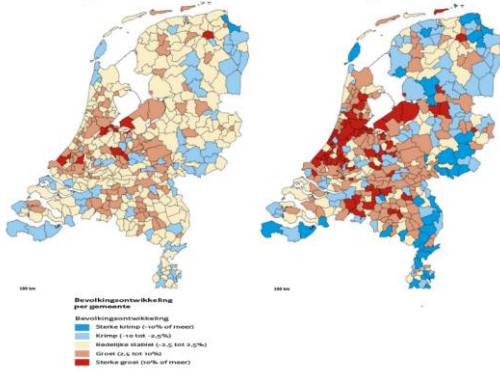 100 km
100 km
Bevolkingsontwikkeling
per gemeente
Bevolkingsontwikkeling
Sterke krimp (-10% of meer)
Krimp (-10 tot -2,5%)
Redelijke stabiel (-2,5 tot 2,5%)
Groei (2,5 tot 10%)
Sterke groei (10% of meer)